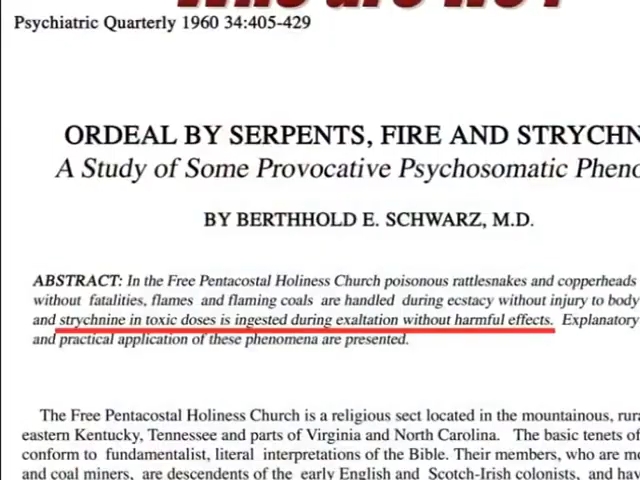 Psychiatric Quarterly 1960 34:405-429
ORDEAL BY SERPENTS, FIRE AND STRYCHN
A Study of Some Provocative Psychosomatic Pheno
BY BERTHHOLD E. SCHWARZ, M.D.
ABSTRACT: In the Free Pentacostal Holiness Church poisonous rattlesnakes and copperheads
without fatalities, flames and flaming coals are handled during ecstacy without injury to body
and strychnine in toxic doses is ingested during exaltation without harmful effects. Explanatory
and practical application of these phenomena are presented.
The Free Pentacostal Holiness Church is a religious sect located in the mountainous, rura
eastern Kentucky, Tennessee and parts of Virginia and North Carolina. The basic tenets of
conform to fundamentalist, literal interpretations of the Bible. Their members, who are mo
and coal miners, are descendents of the early English and Scotch-Irish colonists, and hav